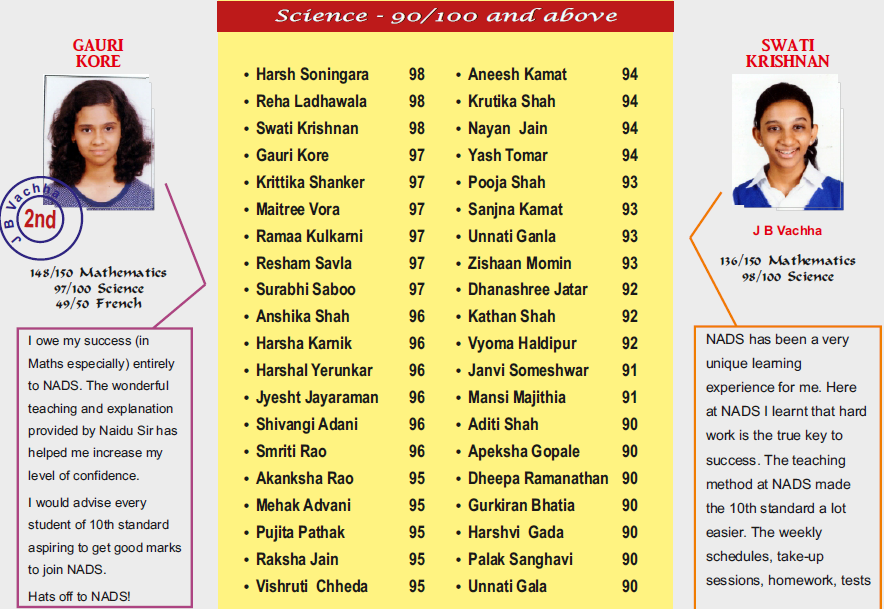 Science - 90/100 and above
GAURI
KORE
J B Vachha
2nd
148/150 Mathematics
97/100 Science
49/50 French
I owe my success (in
Maths especially) entirely
to NADS. The wonderful
teaching and explanation
provided by Naidu Sir has
helped me increase my
level of confidence.
I would advise every
student of 10th standard
aspiring to get good marks
to join NADS.
Hats off to NADS!
• Harsh Soningara 98
• Reha Ladhawala 98
• Swati Krishnan 98
• Gauri Kore 97
• Krittika Shanker 97
• Maitree Vora 97
• Ramaa Kulkarni 97
• Resham Savla 97
• Surabhi Saboo 97
• Anshika Shah 96
• Harsha Karnik 96
• Harshal Yerunkar 96
• Jyesht Jayaraman 96
• Shivangi Adani 96
• Smriti Rao 96
• Akanksha Rao 95
• Mehak Advani 95
• Pujita Pathak 95
• Raksha Jain 95
• Vishruti Chheda 95
• Aneesh Kamat 94
• Krutika Shah 94
• Nayan Jain 94
• Yash Tomar 94
• Pooja Shah 93
• Sanjna Kamat 93
• Unnati Ganla 93
• Zishaan Momin 93
• Dhanashree Jatar 92
• Kathan Shah 92
• Vyoma Haldipur 92
• Janvi Someshwar 91
• Mansi Majithia 91
• Aditi Shah 90
• Apeksha Gopale 90
• Dheepa Ramanathan 90
• Gurkiran Bhatia 90
• Harshvi Gada 90
• Palak Sanghavi 90
• Unnati Gala 90
SWATI
KRISHNAN
J B Vachha
136/150 Mathematics
98/100 Science
NADS has been a very
unique learning
experience for me. Here
at NADS I learnt that hard
work is the true key to
success. The teaching
method at NADS made
the 10th standard a lot
easier. The weekly
schedules, take-up
sessions, homework, tests